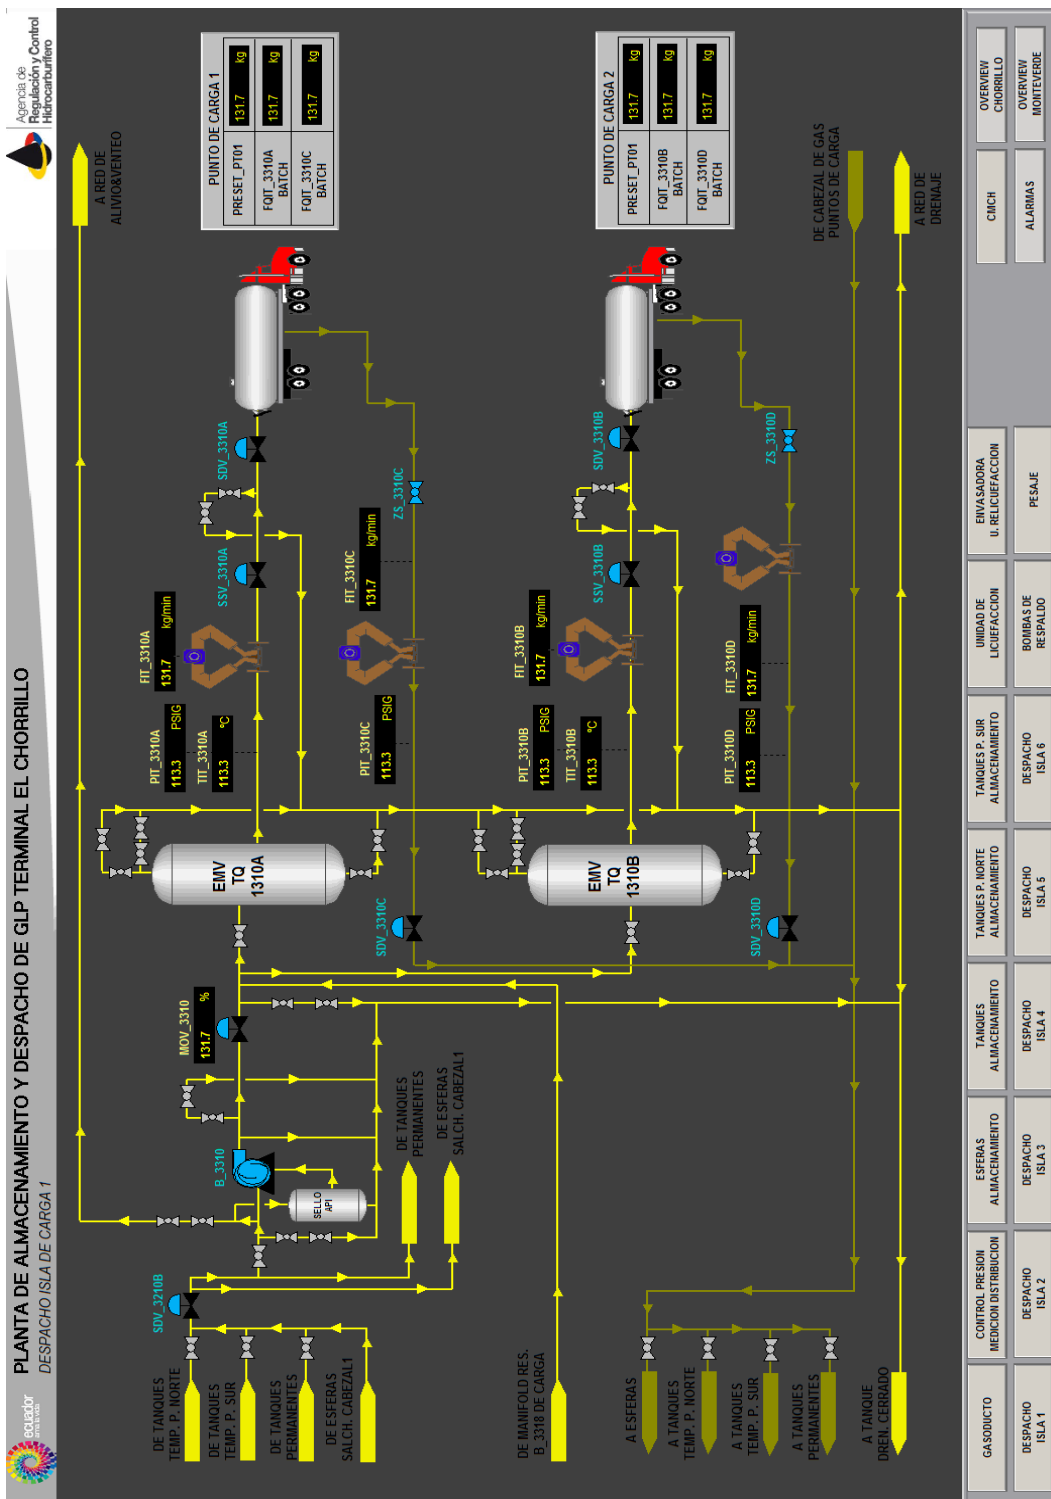 ecuador
ama la vida
PLANTA DE ALMACENAMIENTO Y DESPACHO DE GLP TERMINAL EL CHORRILLO
DESPACHO ISLA DE CARGA 1
Agencia de
Regulación y Control
Hidrocarburífero
A RED DE
ALIVIO&VENTEO
DE TANQUES
TEMP. P. NORTE
DE TANQUES
TEMP. P. SUR
DE TANQUES
PERMANENTES
DE ESFERAS
SALCH. CABEZAL1
SDV_3210B
B_3310
SELLO
API
MOV_3310
131.7 %
DE TANQUES
PERMANENTES
DE ESFERAS
SALCH. CABEZAL1
EMV
TQ
1310A
PIT_3310A
113.3 PSIG
TIT_3310A
113.3 ºC
FIT_3310A
131.7 kg/min
SSV_3310A
SDV_3310A
PUNTO DE CARGA 1
PRESET_PT01 131.7 kg
FQIT_3310A
BATCH
131.7 kg
FQIT_3310C
BATCH
131.7 kg
SDV_3310C
PIT_3310C
113.3 PSIG
FIT_3310C
131.7 kg/min
ZS_3310C
DE MANIFOLD RES.
B_3318 DE CARGA
EMV
TQ
1310B
PIT_3310B
113.3 PSIG
TIT_3310B
113.3 ºC
FIT_3310B
131.7 kg/min
SSV_3310B
SDV_3310B
PUNTO DE CARGA 2
PRESET_PT01 131.7 kg
FQIT_3310B
BATCH
131.7 kg
FQIT_3310D
BATCH
131.7 kg
SDV_3310D
PIT_3310D
113.3 PSIG
FIT_3310D
131.7 kg/min
ZS_3310D
DE CABEZAL DE GAS
PUNTOS DE CARGA
A ESFERAS
A TANQUES
TEMP. P. NORTE
A TANQUES
TEMP. P. SUR
A TANQUES
PERMANENTES
A TANQUE
DREN. CERRADO
A RED DE
DRENAJE
GASODUCTO
CONTROL PRESION
MEDICION DISTRIBUCION
ESFERAS
ALMACENAMIENTO
TANQUES
ALMACENAMIENTO
TANQUES P. NORTE
ALMACENAMIENTO
TANQUES P. SUR
ALMACENAMIENTO
UNIDAD DE
LICUEFACCION
ENVASADORA
U. RELICUEFACCION
CMCH
OVERVIEW
CHORRILLO
DESPACHO
ISLA 1
DESPACHO
ISLA 2
DESPACHO
ISLA 3
DESPACHO
ISLA 4
DESPACHO
ISLA 5
DESPACHO
ISLA 6
BOMBAS DE
RESPALDO
PESAJE
ALARMAS
OVERVIEW
MONTEVERDE